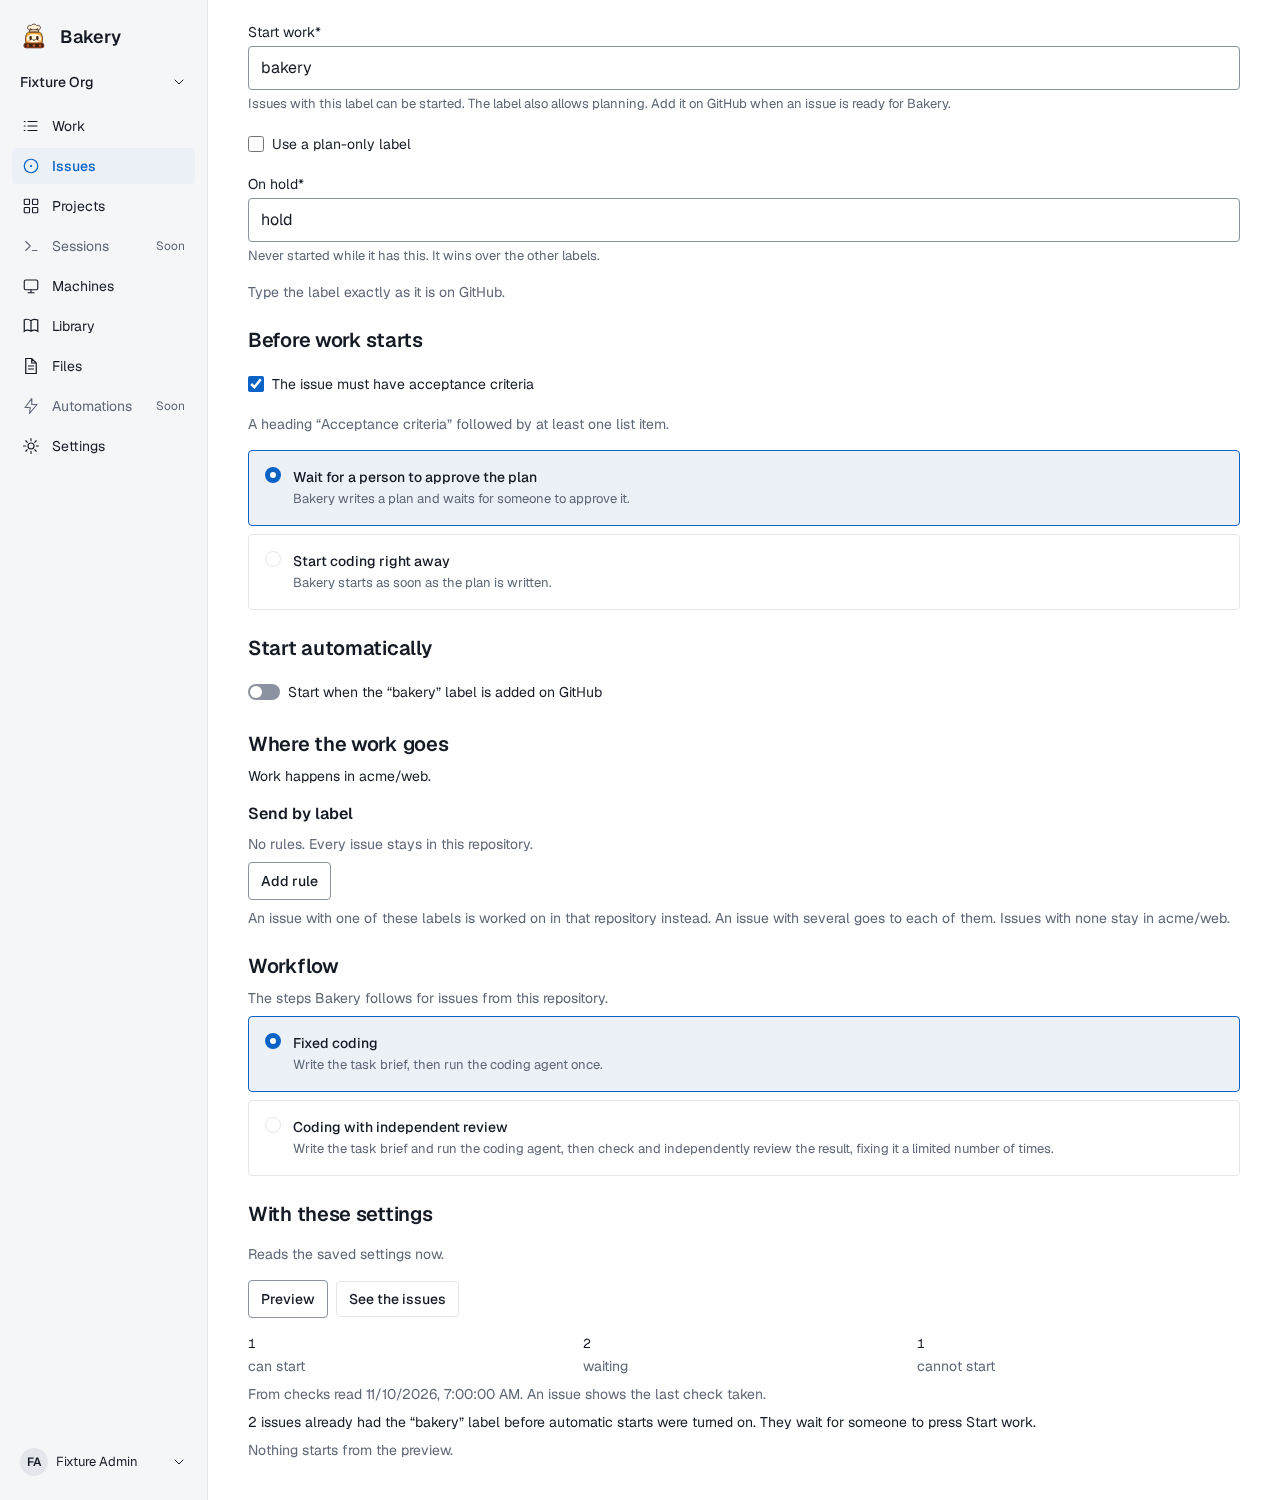 Bakery
Fixture Org
Work
Issues
Projects
Sessions Soon
Machines
Library
Files
Automations Soon
Settings
FA Fixture Admin
Start work*
bakery
Issues with this label can be started. The label also allows planning. Add it on GitHub when an issue is ready for Bakery.
Use a plan-only label
On hold*
hold
Never started while it has this. It wins over the other labels.
Type the label exactly as it is on GitHub.
Before work starts
The issue must have acceptance criteria
A heading “Acceptance criteria” followed by at least one list item.
Wait for a person to approve the plan
Bakery writes a plan and waits for someone to approve it.
Start coding right away
Bakery starts as soon as the plan is written.
Start automatically
Start when the “bakery” label is added on GitHub
Where the work goes
Work happens in acme/web.
Send by label
No rules. Every issue stays in this repository.
Add rule
An issue with one of these labels is worked on in that repository instead. An issue with several goes to each of them. Issues with none stay in acme/web.
Workflow
The steps Bakery follows for issues from this repository.
Fixed coding
Write the task brief, then run the coding agent once.
Coding with independent review
Write the task brief and run the coding agent, then check and independently review the result, fixing it a limited number of times.
With these settings
Reads the saved settings now.
Preview See the issues
1 2 1
can start waiting cannot start
From checks read 11/10/2026, 7:00:00 AM. An issue shows the last check taken.
2 issues already had the “bakery” label before automatic starts were turned on. They wait for someone to press Start work.
Nothing starts from the preview.